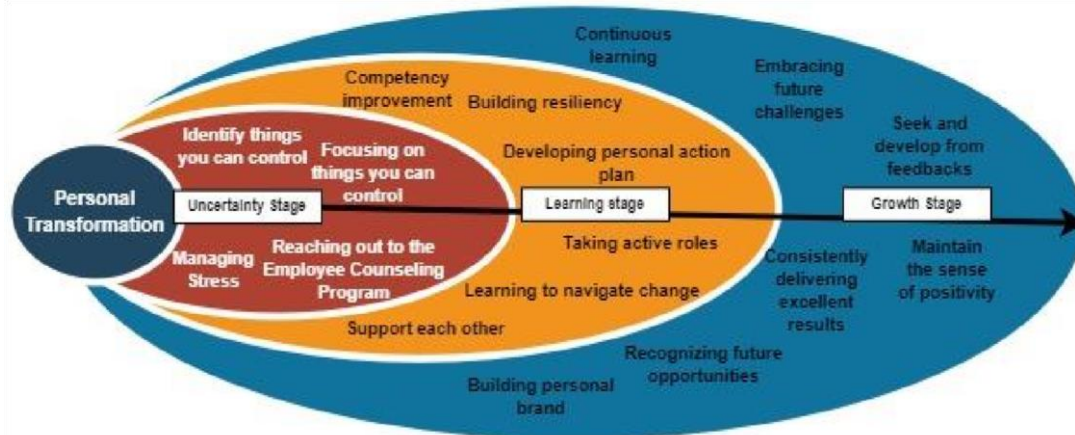 Continuous
learning
Embracing
future
challenges
Competency
improvement
Building resiliency
Identify things
you can control
Focusing on
things you can
control
Developing personal action
plan
Seek and
develop from
feedbacks
Personal
Transformation
Uncertainty Stage
Learning stage
Growth Stage
Managing
Stress
Reaching out to the
Employee Counseling
Program
Taking active roles
Learning to navigate change
Support each other
Consistently
delivering
excellent
results
Maintain
the sense
of positivity
Recognizing future
opportunities
Building personal
brand